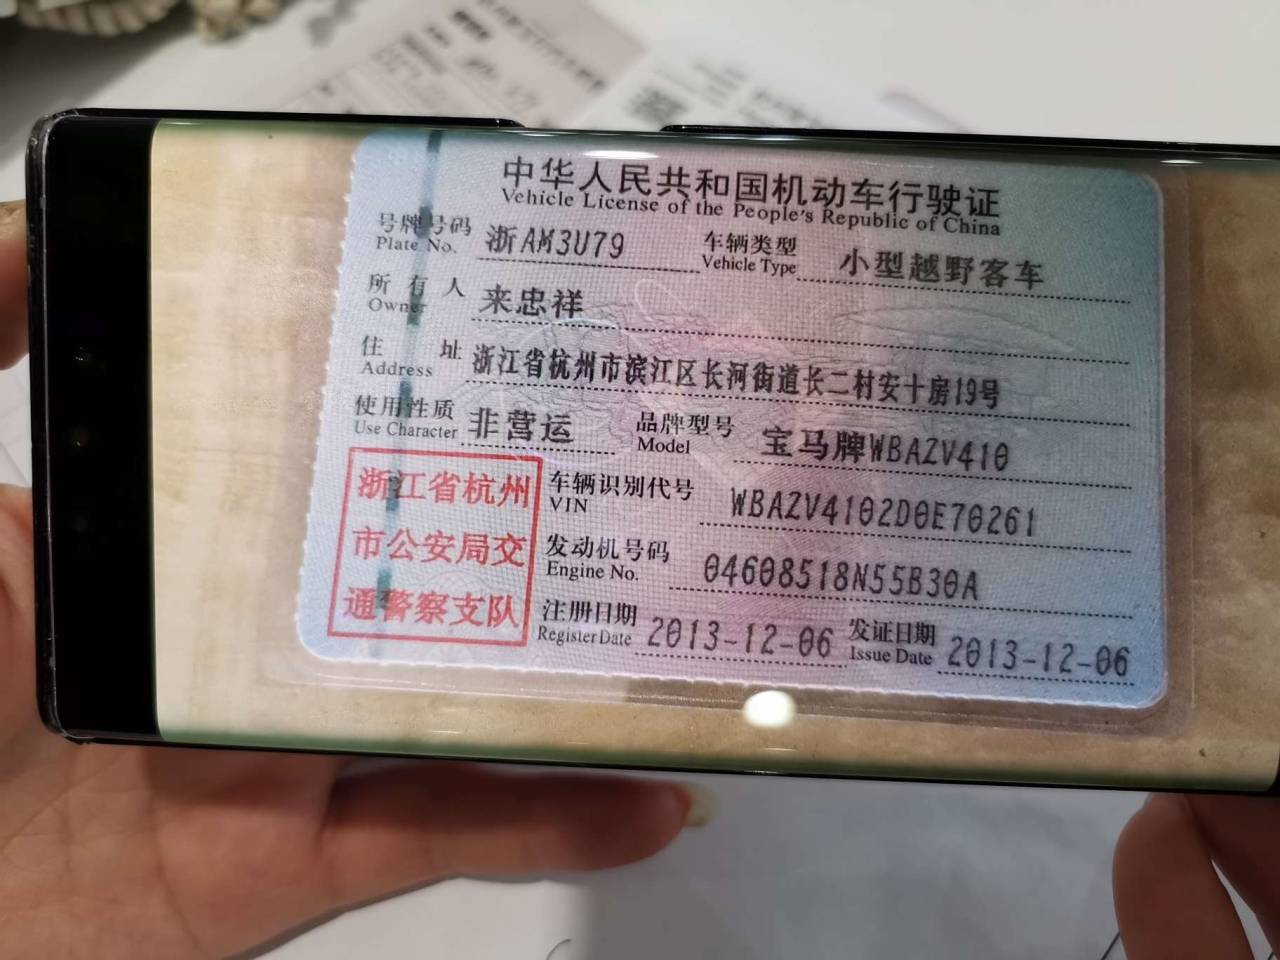 中华人民共和国机动车行驶证
Vehicle License of the People's Republic of China
号牌号码 浙AM3U79 车辆类型 小型越野客车
Plate No. Vehicle Type
所有人 来忠祥
Owner
住址 浙江省杭州市滨江区长河街道长二村安十房19号
Address
使用性质 非营运 品牌型号 宝马牌WBAZV410
Use Character Model
浙江省杭州
市公安局交
通警察支队
车辆识别代号 WBAZV4102D0E70261
VIN
发动机号码 04608518N55B30A
Engine No.
注册日期 2013-12-06 发证日期 2013-12-06
Register Date Issue Date